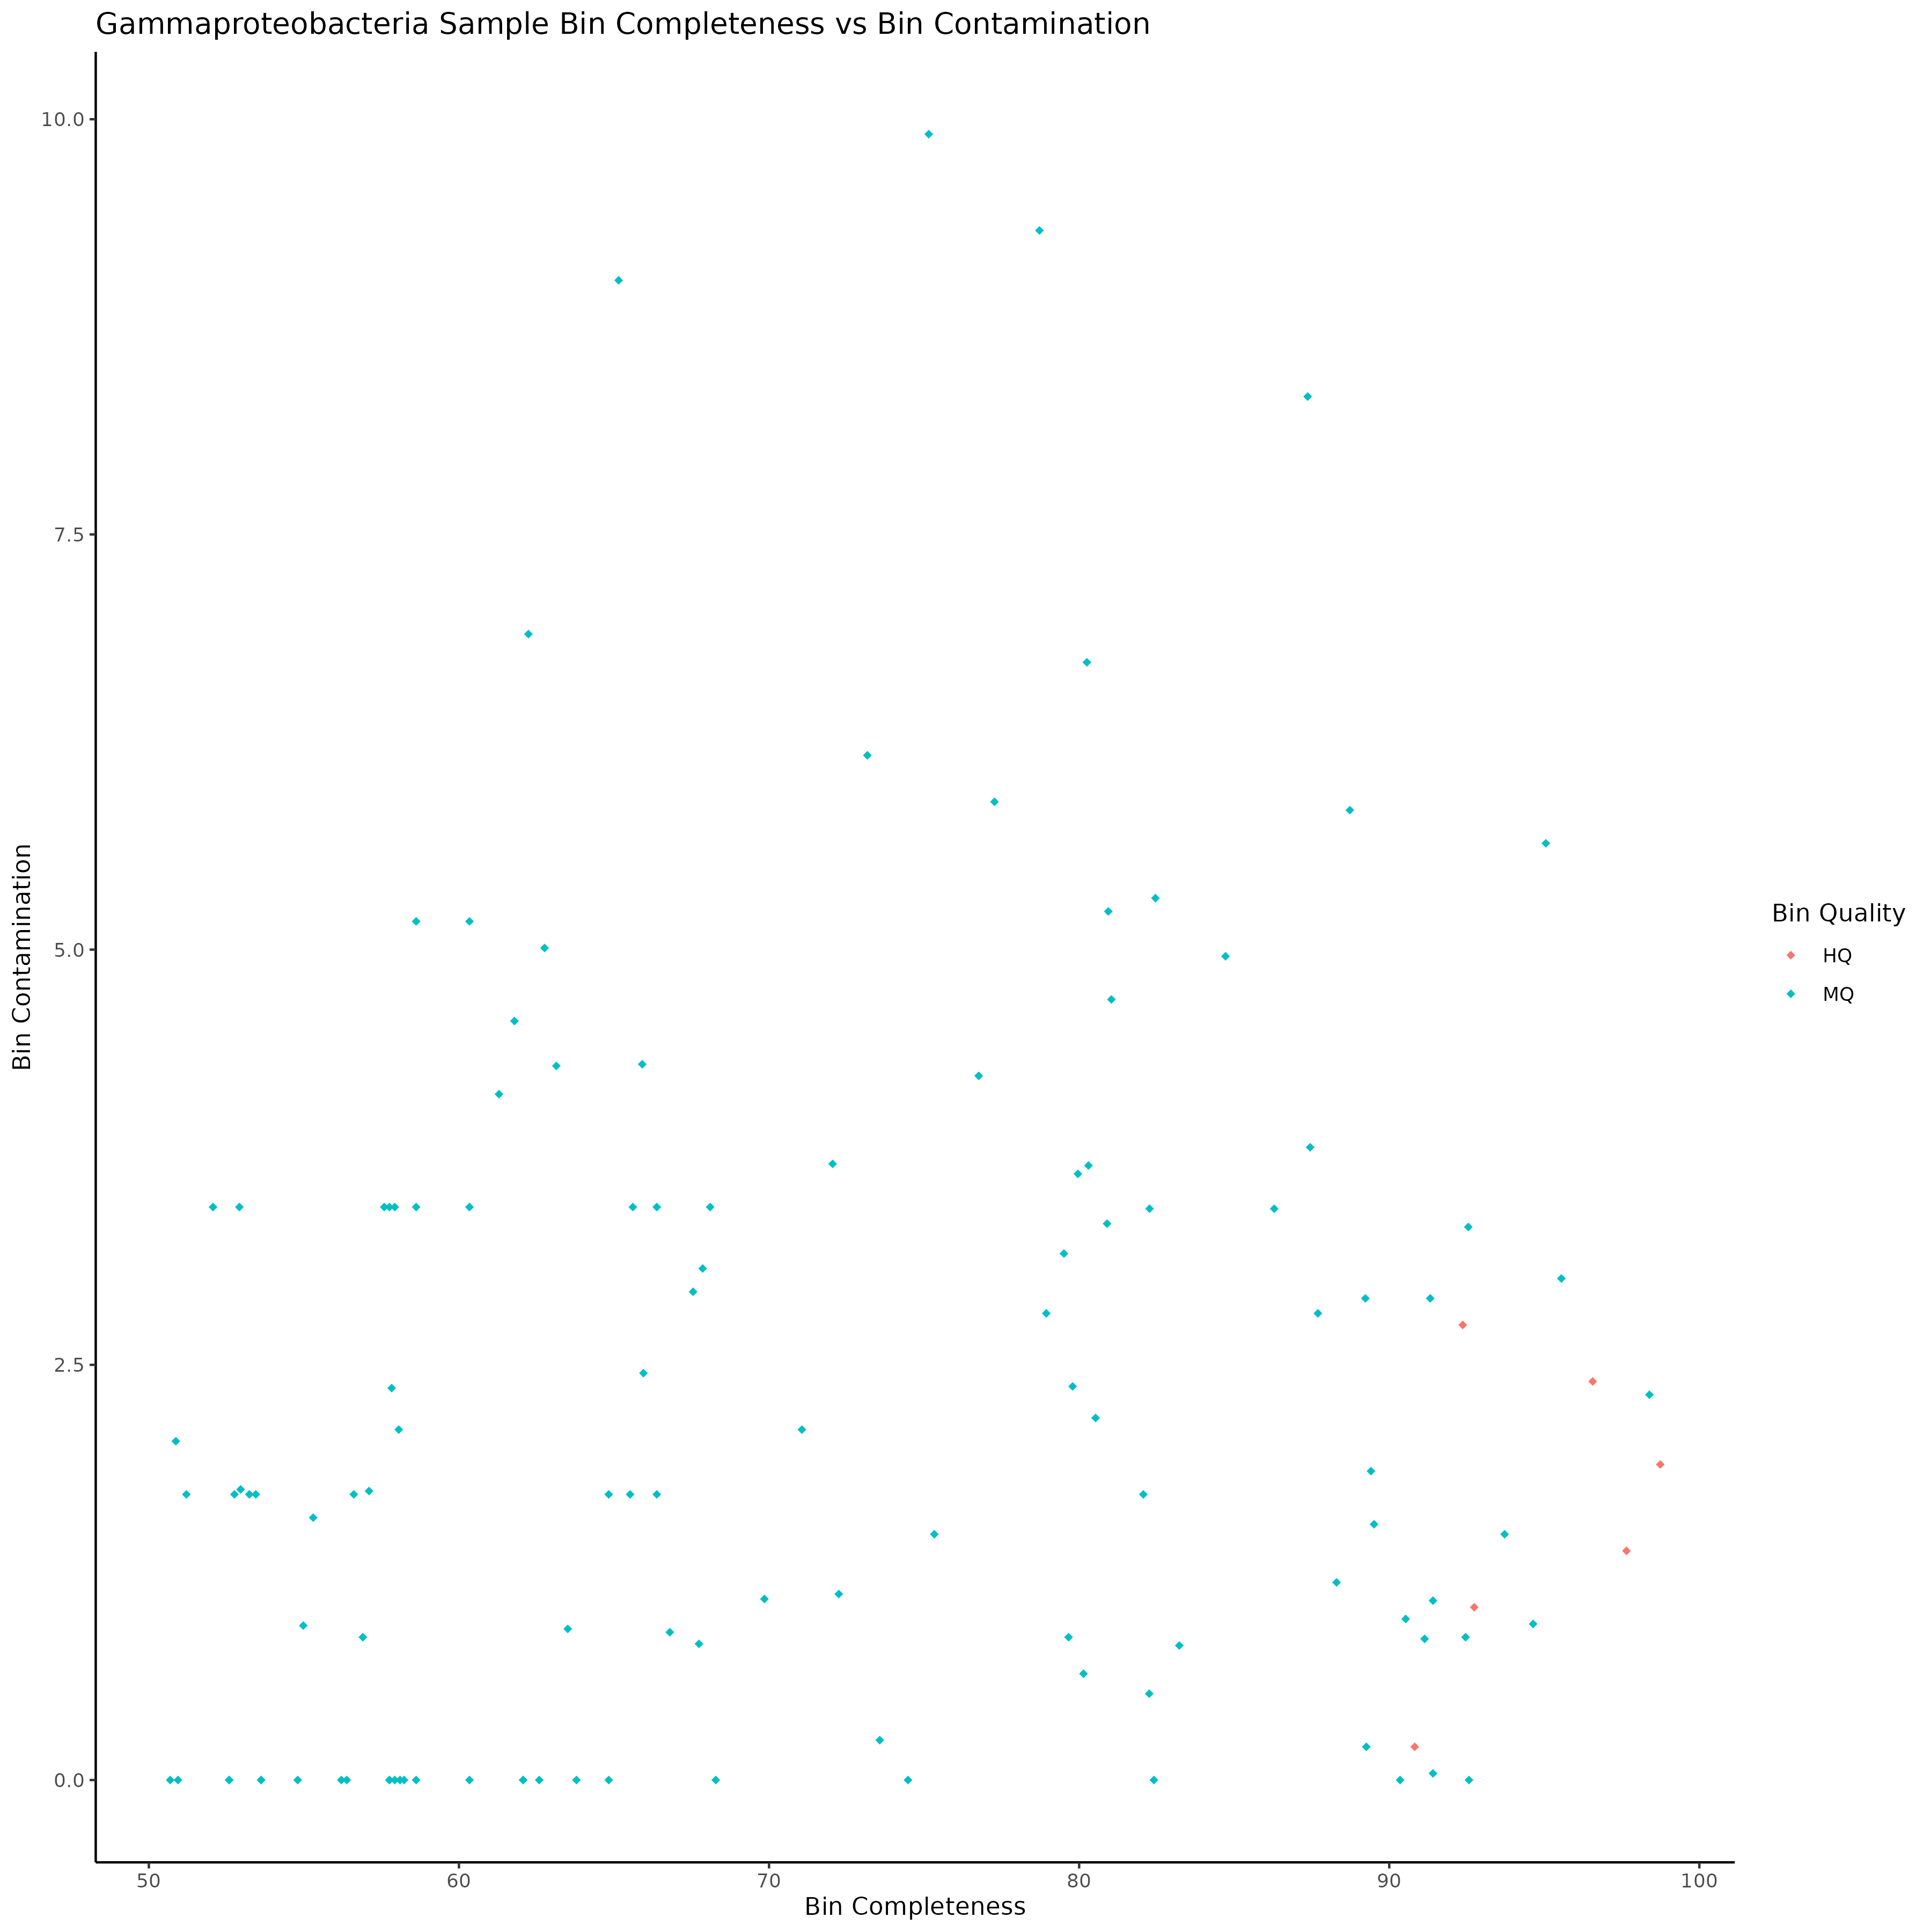 Gammaproteobacteria Sample Bin Completeness vs Bin Contamination
10.0
7.5
5.0
2.5
0.0
Bin Contamination
50 60 70 80 90 100
Bin Completeness
Bin Quality
HQ
MQ